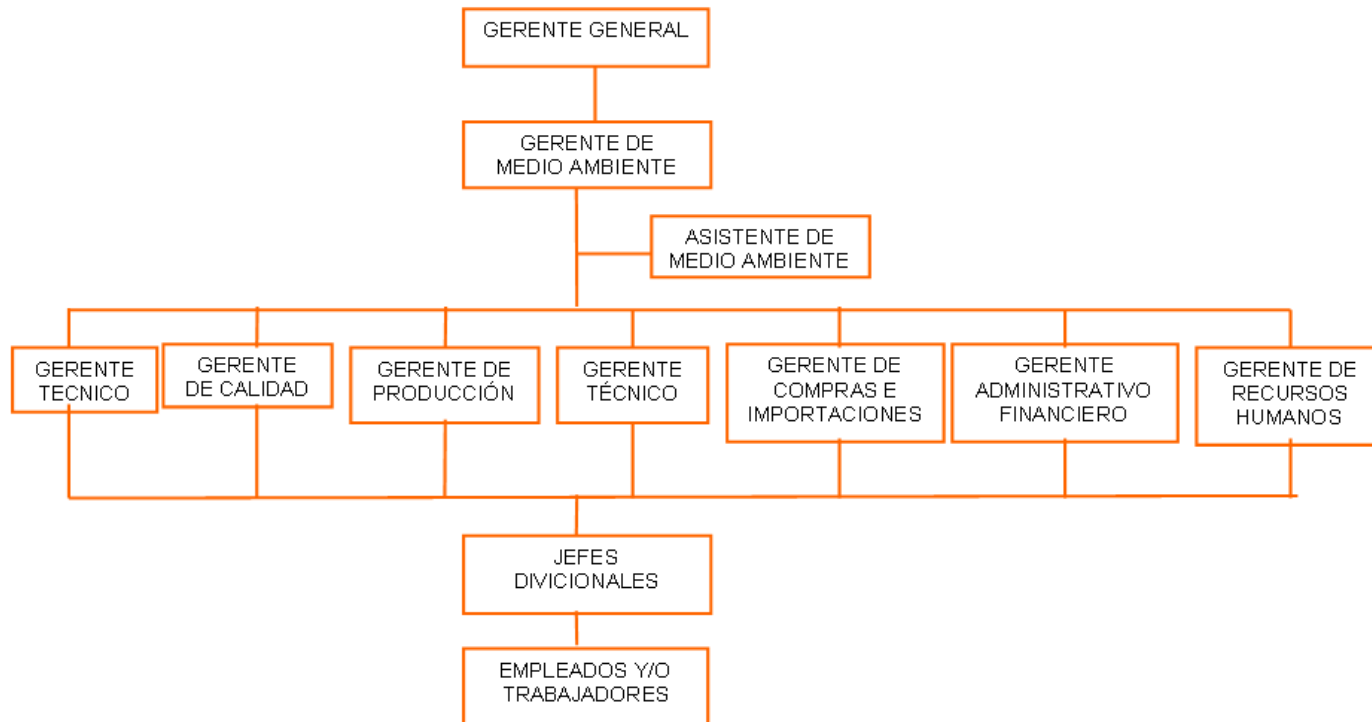 GERENTE GENERAL
GERENTE DE
MEDIO AMBIENTE
ASISTENTE DE
MEDIO AMBIENTE
GERENTE
TECNICO
GERENTE
DE CALIDAD
GERENTE DE
PRODUCCIÓN
GERENTE
TÉCNICO
GERENTE DE
COMPRAS E
IMPORTACIONES
GERENTE
ADMINISTRATIVO
FINANCIERO
GERENTE DE
RECURSOS
HUMANOS
JEFES
DIVICIONALES
EMPLEADOS Y/O
TRABAJADORES